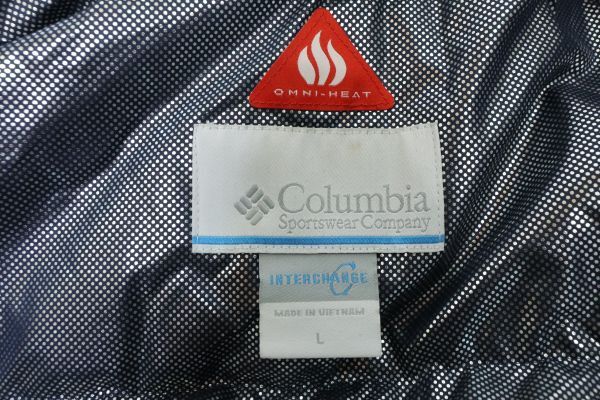 OMNI-HEAT
Columbia
Sportswear Company
INTERCHANGE
C
MADE IN VIETNAM
L